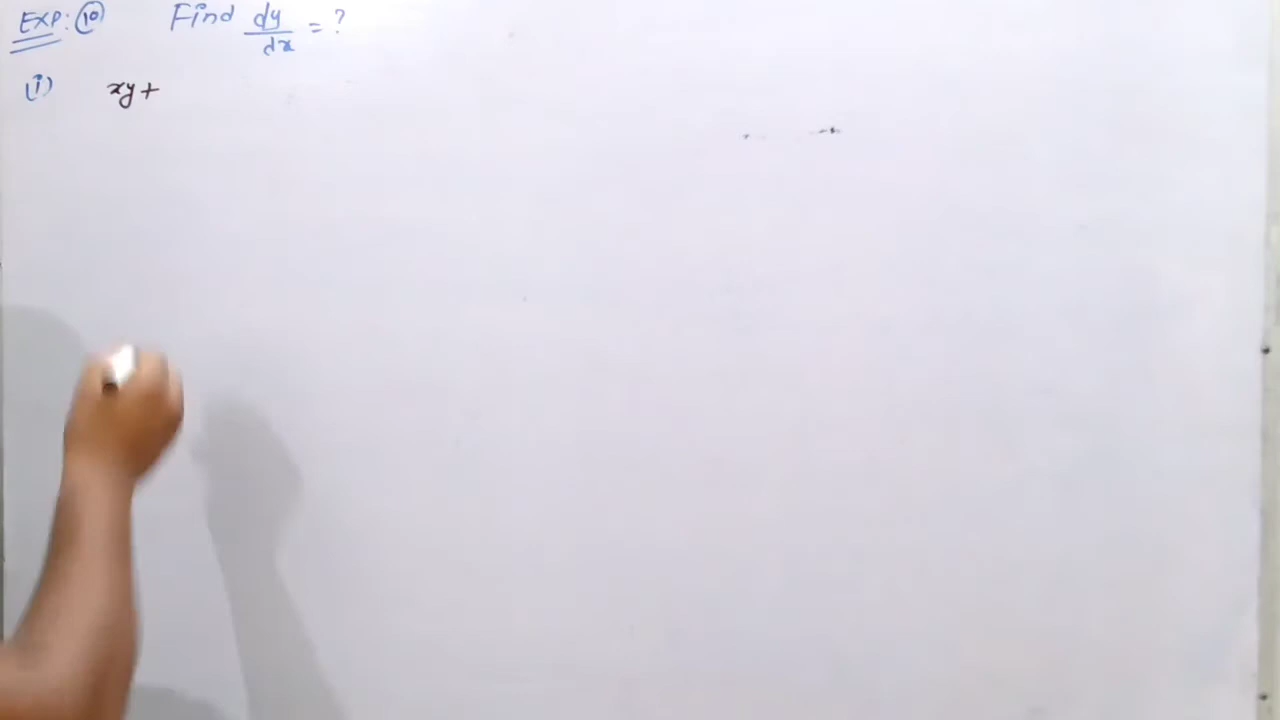 EXP: ⑩ Find dy/dx = ?
(i) xy +